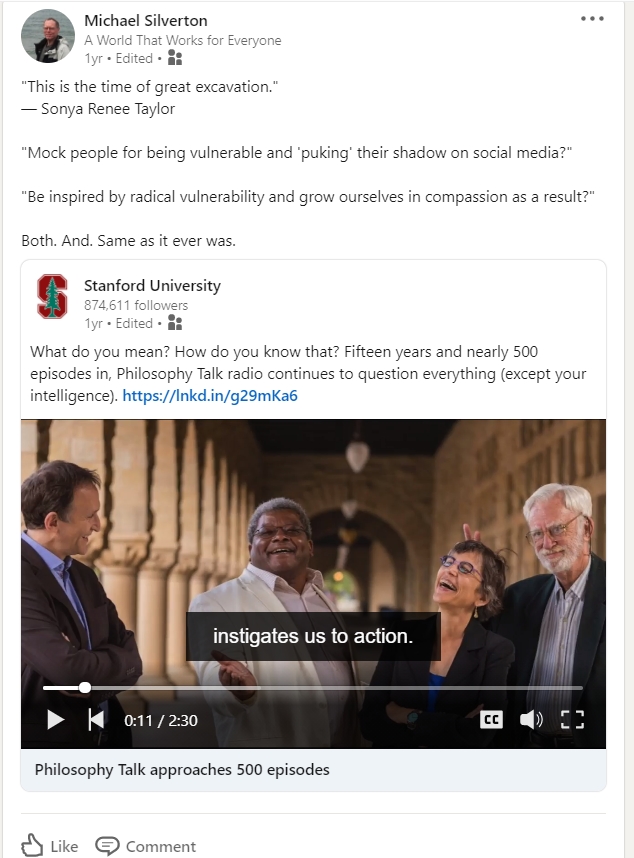 Michael Silverton
A World That Works for Everyone
1yr • Edited •
"This is the time of great excavation."
— Sonya Renee Taylor
"Mock people for being vulnerable and 'puking' their shadow on social media?"
"Be inspired by radical vulnerability and grow ourselves in compassion as a result?"
Both. And. Same as it ever was.
Stanford University
874,611 followers
1yr • Edited •
What do you mean? How do you know that? Fifteen years and nearly 500
episodes in, Philosophy Talk radio continues to question everything (except your
intelligence). https://lnkd.in/g29mKa6
instigates us to action.
0:11 / 2:30
CC
Philosophy Talk approaches 500 episodes
Like
Comment